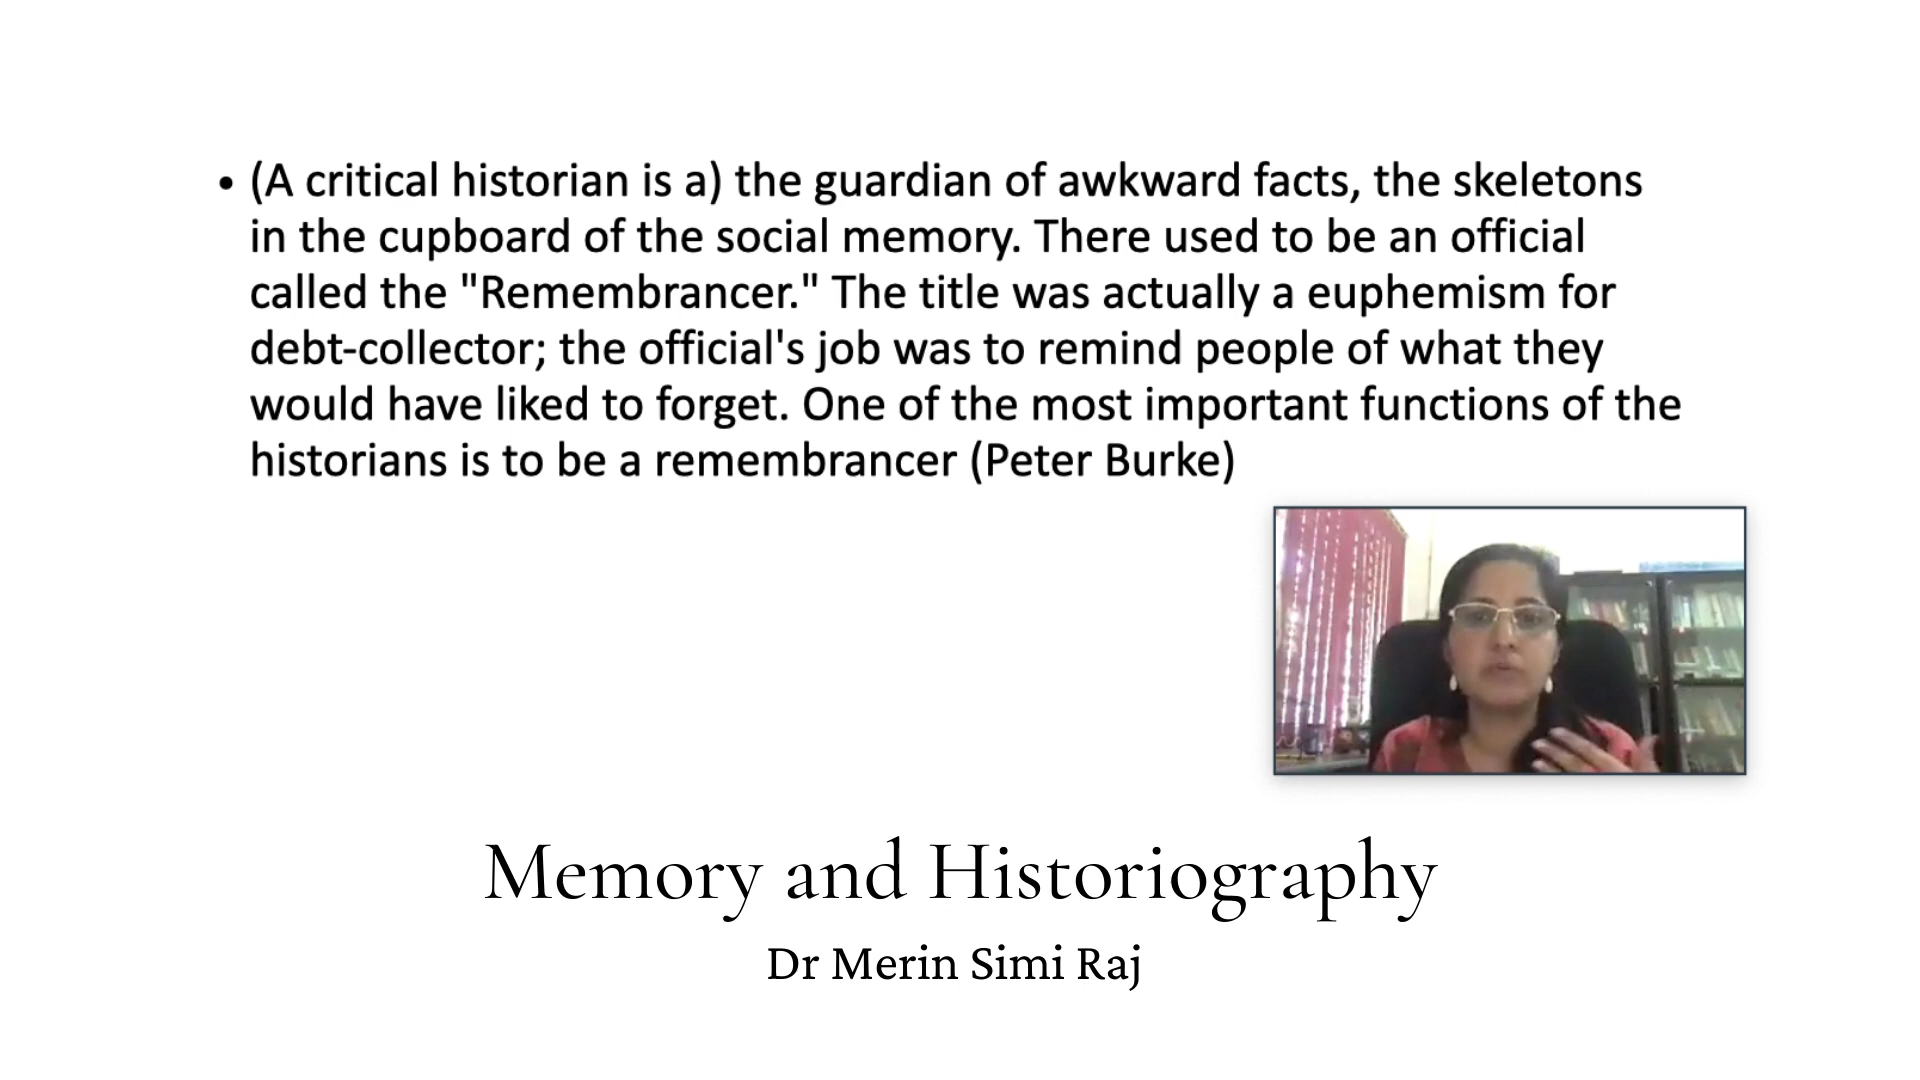 • (A critical historian is a) the guardian of awkward facts, the skeletons
in the cupboard of the social memory. There used to be an official
called the "Remembrancer." The title was actually a euphemism for
debt-collector; the official's job was to remind people of what they
would have liked to forget. One of the most important functions of the
historians is to be a remembrancer (Peter Burke)
Memory and Historiography
Dr Merin Simi Raj